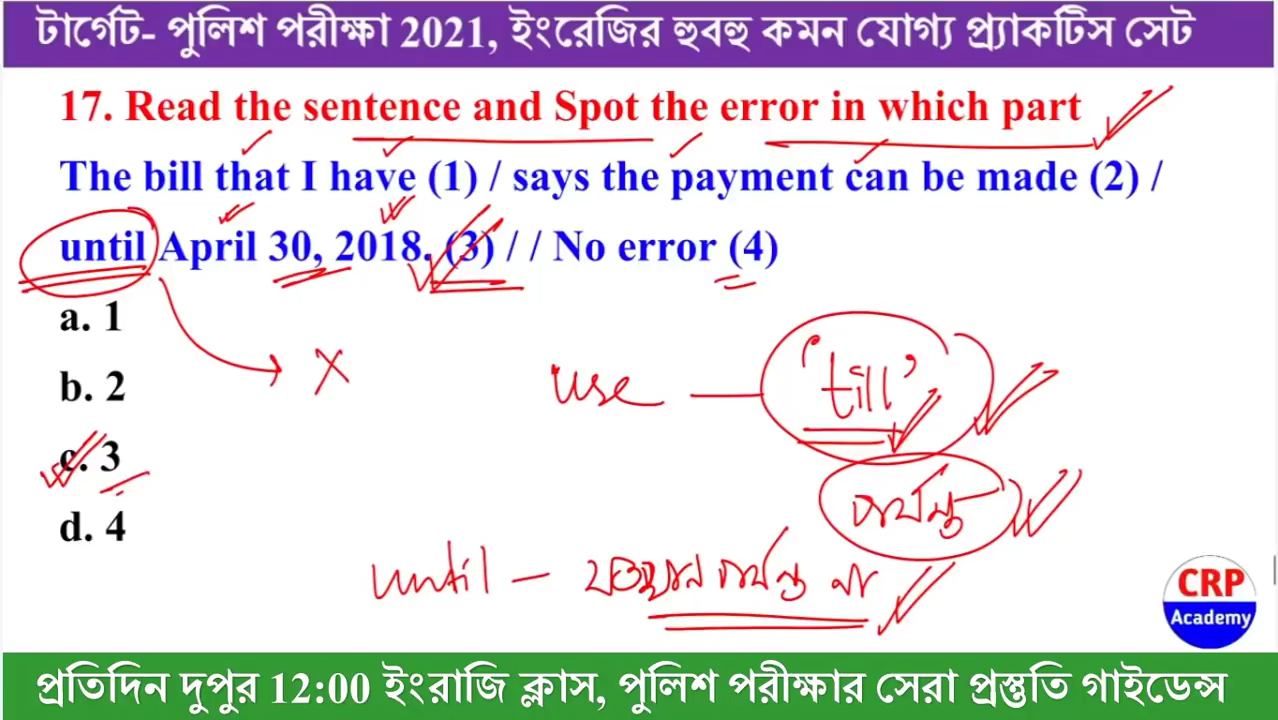 টার্গেট- পুলিশ পরীক্ষা 2021, ইংরেজির হুবহু কমন যোগ্য প্র্যাকটিস সেট
17. Read the sentence and Spot the error in which part
The bill that I have (1) / says the payment can be made (2) /
until April 30, 2018. (3) / / No error (4)
a. 1
b. 2
c. 3
d. 4
use — 'till'
পর্যন্ত
until – যতক্ষণ পর্যন্ত না
CRP
Academy
প্রতিদিন দুপুর 12:00 ইংরাজি ক্লাস, পুলিশ পরীক্ষার সেরা প্রস্তুতি গাইডেন্স